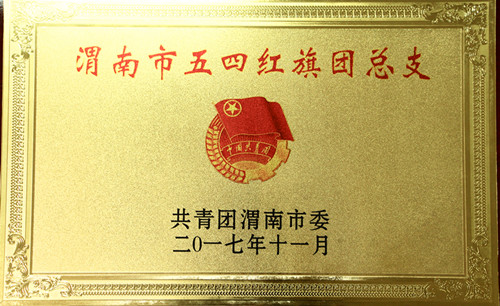 渭南市五四红旗团总支
中国共青团
共青团渭南市委
二〇一七年十一月